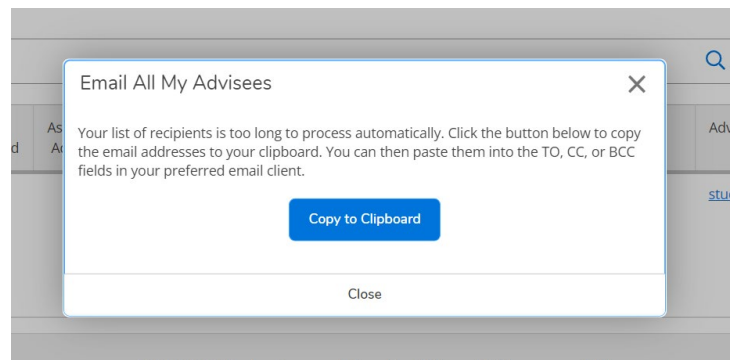 Email All My Advisees
Your list of recipients is too long to process automatically. Click the button below to copy
the email addresses to your clipboard. You can then paste them into the TO, CC, or BCC
fields in your preferred email client.
Copy to Clipboard
Close